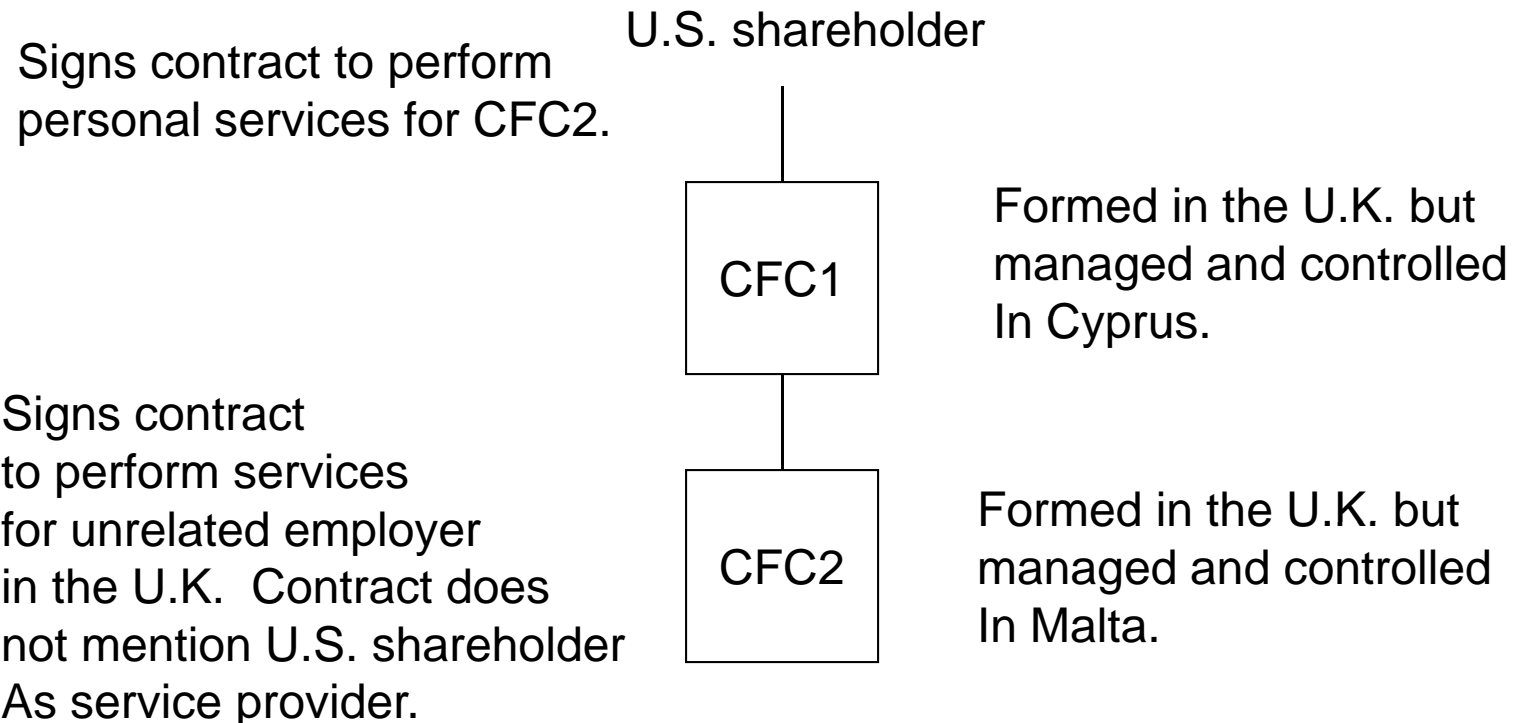 U.S. shareholder
Signs contract to perform
personal services for CFC2.
CFC1
Formed in the U.K. but
managed and controlled
In Cyprus.
Signs contract
to perform services
for unrelated employer
in the U.K.  Contract does
not mention U.S. shareholder
As service provider.
CFC2
Formed in the U.K. but
managed and controlled
In Malta.